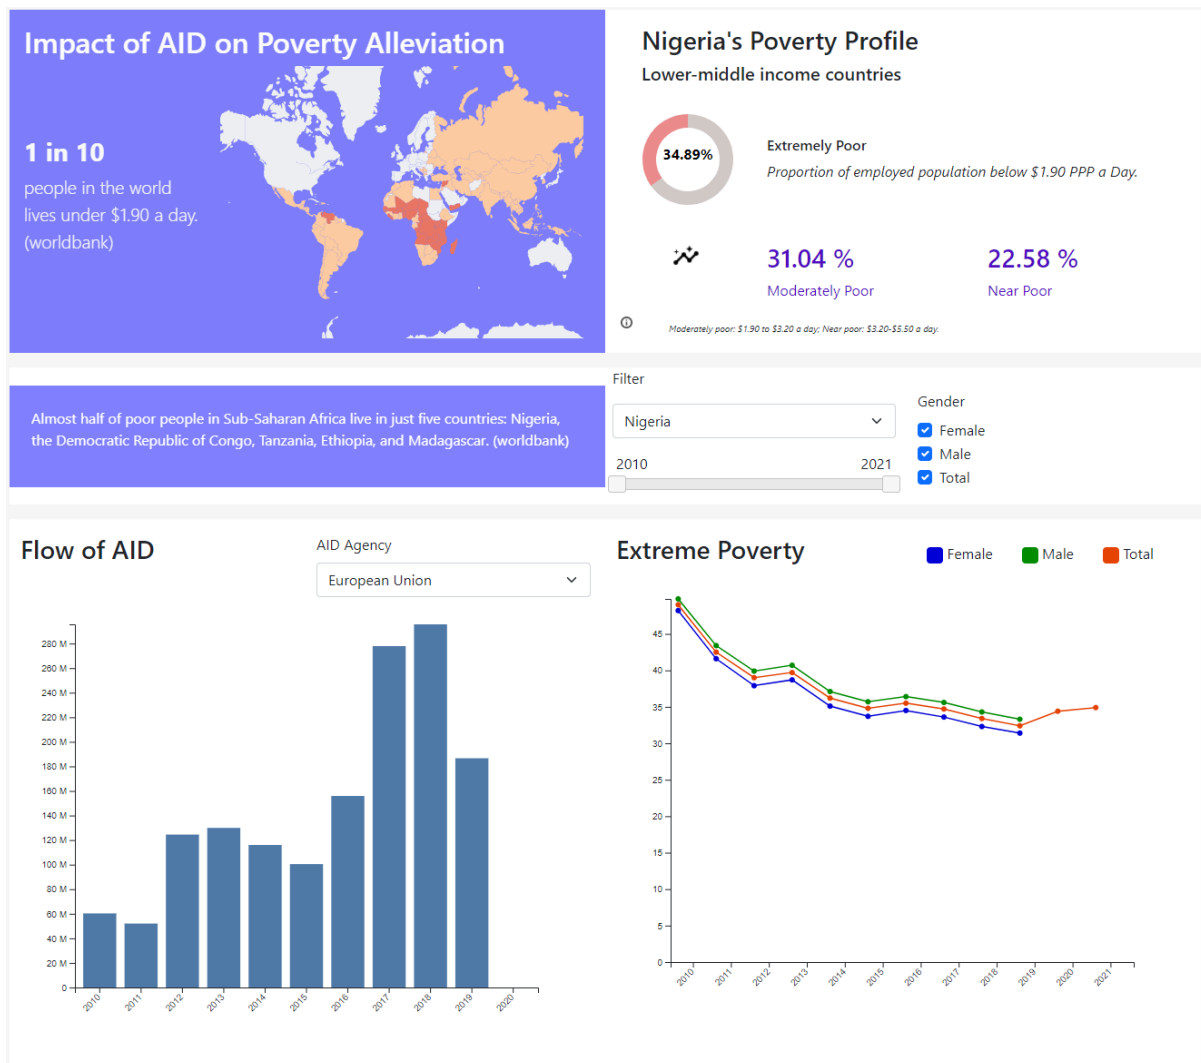 Impact of AID on Poverty Alleviation
1 in 10
people in the world
lives under $1.90 a day.
(worldbank)
Nigeria's Poverty Profile
Lower-middle income countries
34.89%
Extremely Poor
Proportion of employed population below $1.90 PPP a Day.
31.04 %
Moderately Poor
22.58 %
Near Poor
Moderately poor: $1.90 to $3.20 a day; Near poor: $3.20-$5.50 a day.
Almost half of poor people in Sub-Saharan Africa live in just five countries: Nigeria,
the Democratic Republic of Congo, Tanzania, Ethiopia, and Madagascar. (worldbank)
Filter
Nigeria
2010
2021
Gender
Female
Male
Total
Flow of AID
AID Agency
European Union
280 M
260 M
240 M
220 M
200 M
180 M
160 M
140 M
120 M
100 M
80 M
60 M
40 M
20 M
0
2010
2011
2012
2013
2014
2015
2016
2017
2018
2019
2020
Extreme Poverty
Female
Male
Total
45
40
35
30
25
20
15
10
5
0
2010
2011
2012
2013
2014
2015
2016
2017
2018
2019
2020
2021